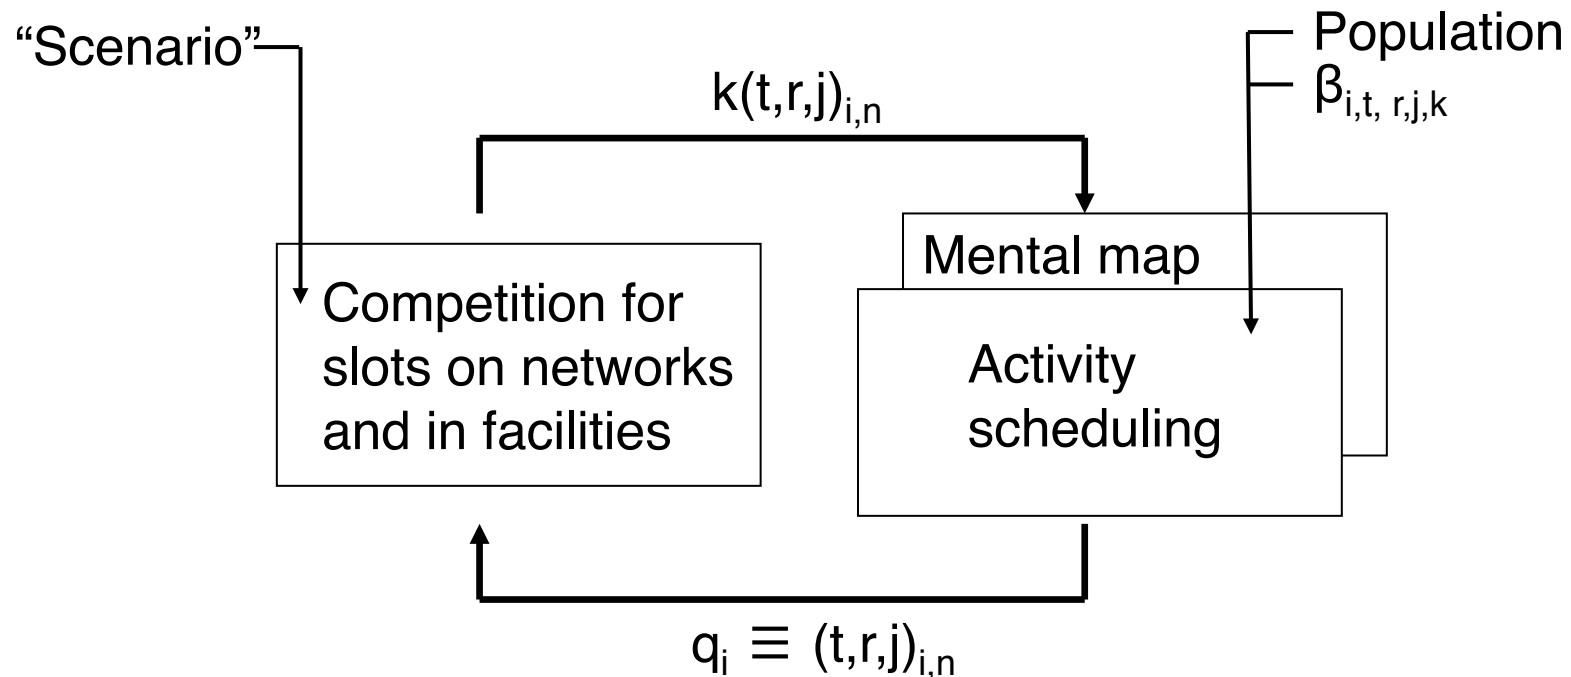 “Scenario”
Population
β_{i,t, r,j,k}
k(t,r,j)_{i,n}
Mental map
Competition for
slots on networks
and in facilities
Activity
scheduling
q_i ≡ (t,r,j)_{i,n}